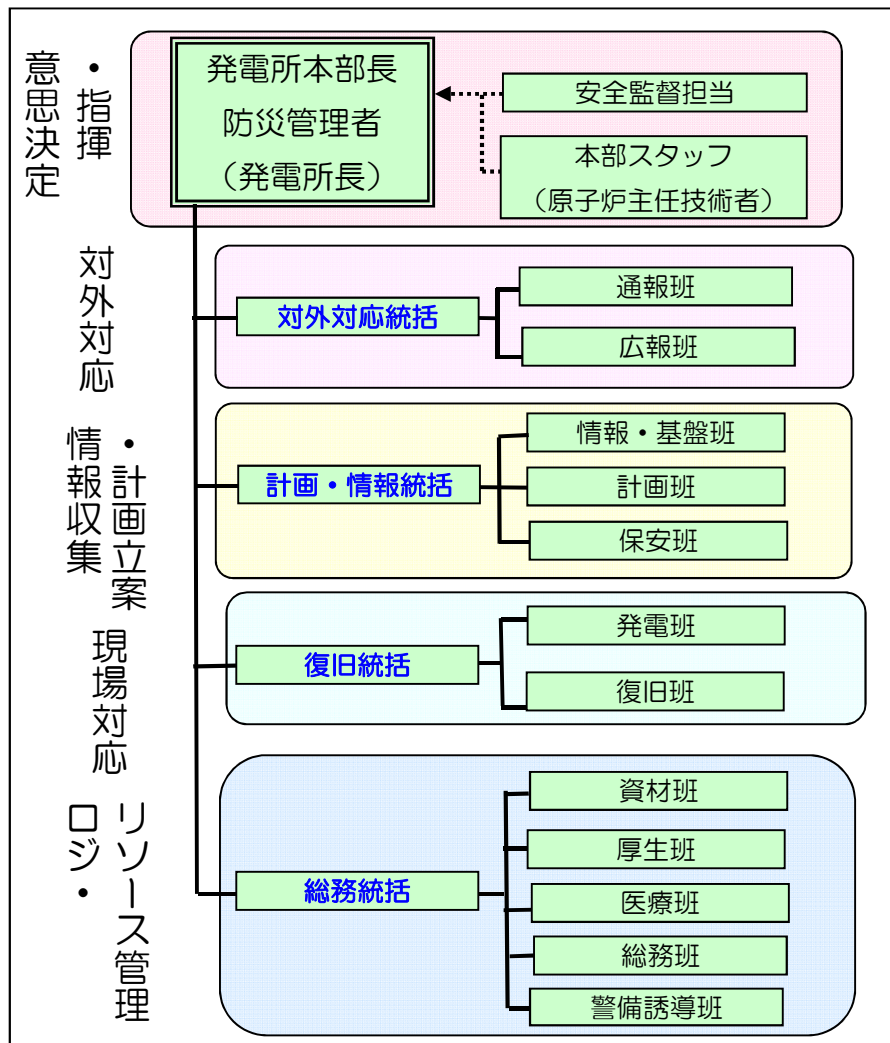 意思決定
・指揮
発電所本部長
防災管理者
（発電所長）
安全監督担当
本部スタッフ
（原子炉主任技術者）
対外対応
対外対応統括
通報班
広報班
情報収集
・計画立案
計画・情報統括
情報・基盤班
計画班
保安班
現場対応
復旧統括
発電班
復旧班
リソース管理
ロジ・
総務統括
資材班
厚生班
医療班
総務班
警備誘導班